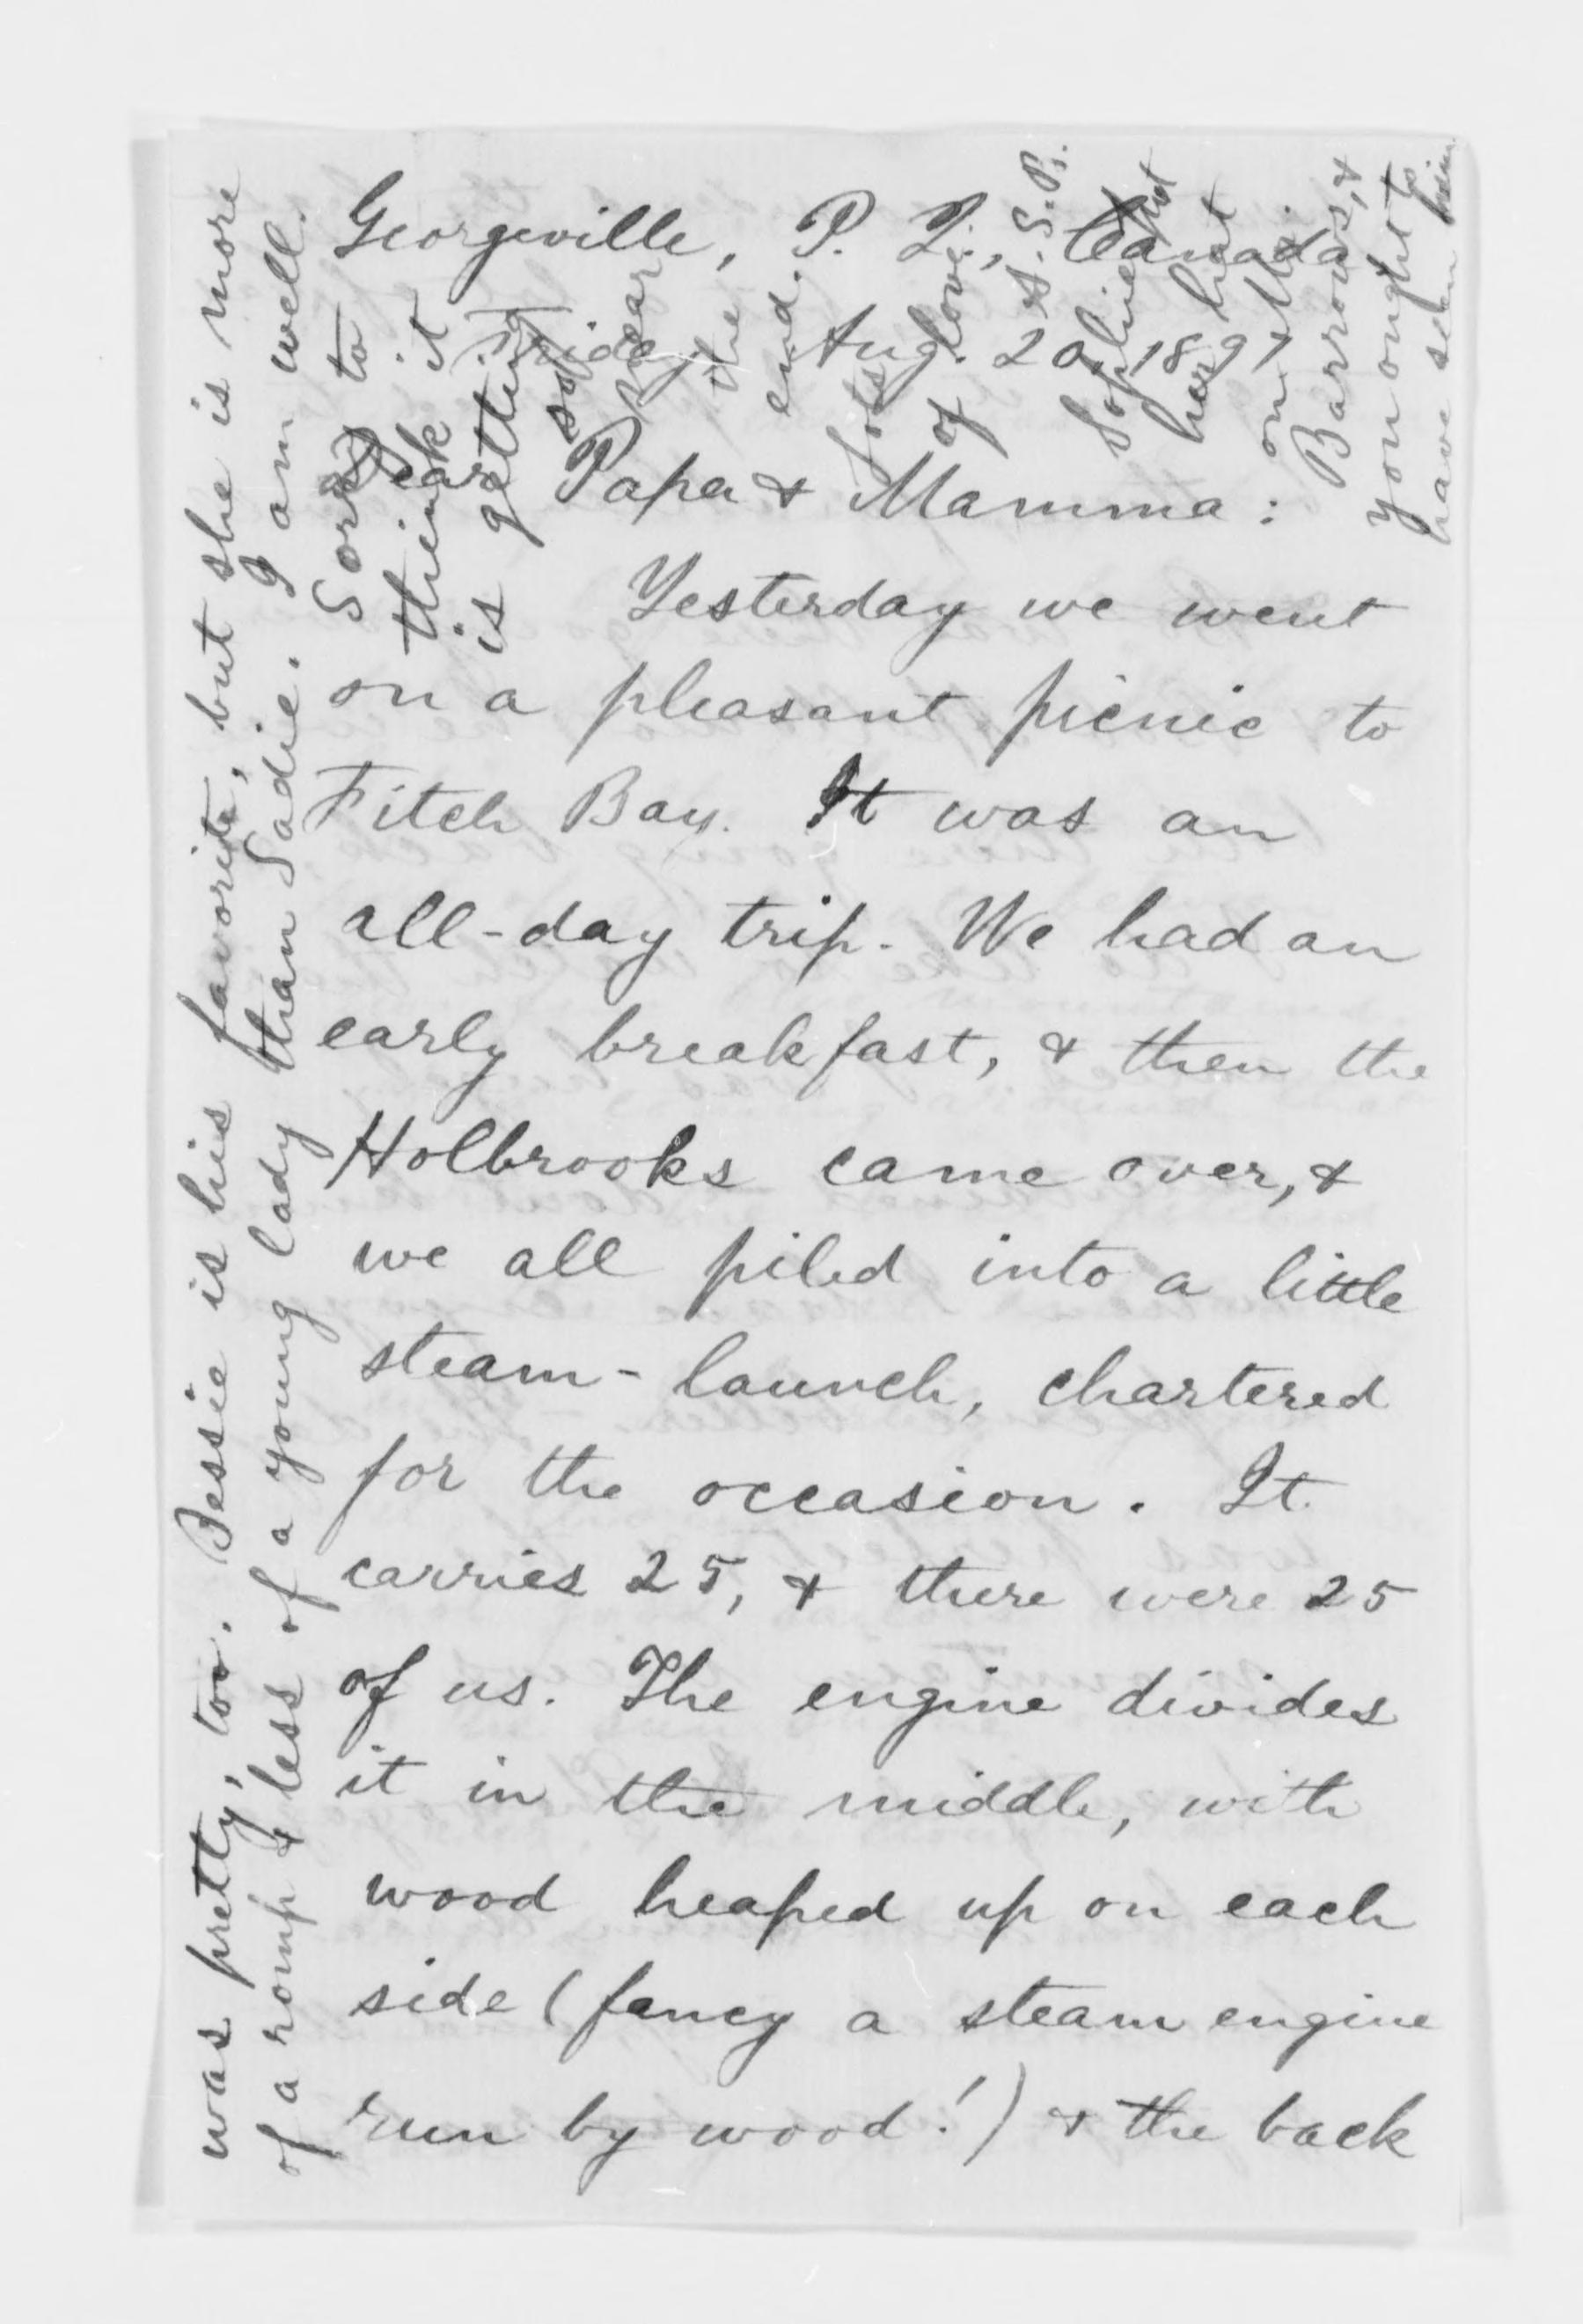 Georgeville, P. Q., Canada,
Friday Aug. 20, 1897
Dear Papa & Mamma:
Yesterday we went
on a pleasant picnic to
Fitch Bay. It was an
all-day trip. We had an
early breakfast, & then the
Holbrooks came over, &
we all piled into a little
steam-launch, chartered
for the occasion. It
carries 25, & there were 25
of us. The engine divides
it in the middle, with
wood heaped up on each
side (fancy a steam engine
run by wood!) & the back
was pretty, too. Bessie is his favorite, but she is more
of a romp & less of a young lady than Sadie. I am well.
Sorry to
think it
is getting
so near
the
end.
Lots
of love.
A. S. B.
Sophie put
her hat
on Mr.
Barrows, &
you ought to
have seen him.